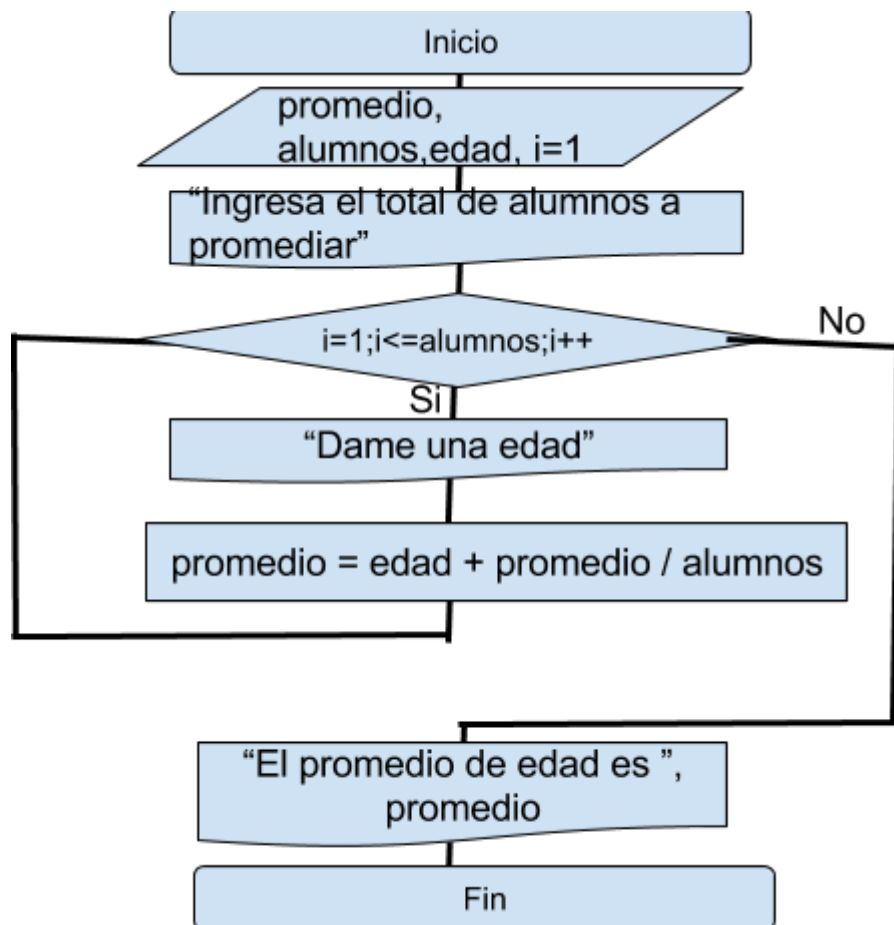 Inicio
promedio,
alumnos,edad, i=1
“Ingresa el total de alumnos a
promediar”
i=1;i<=alumnos;i++
No
Si
“Dame una edad”
promedio = edad + promedio / alumnos
“El promedio de edad es ”,
promedio
Fin